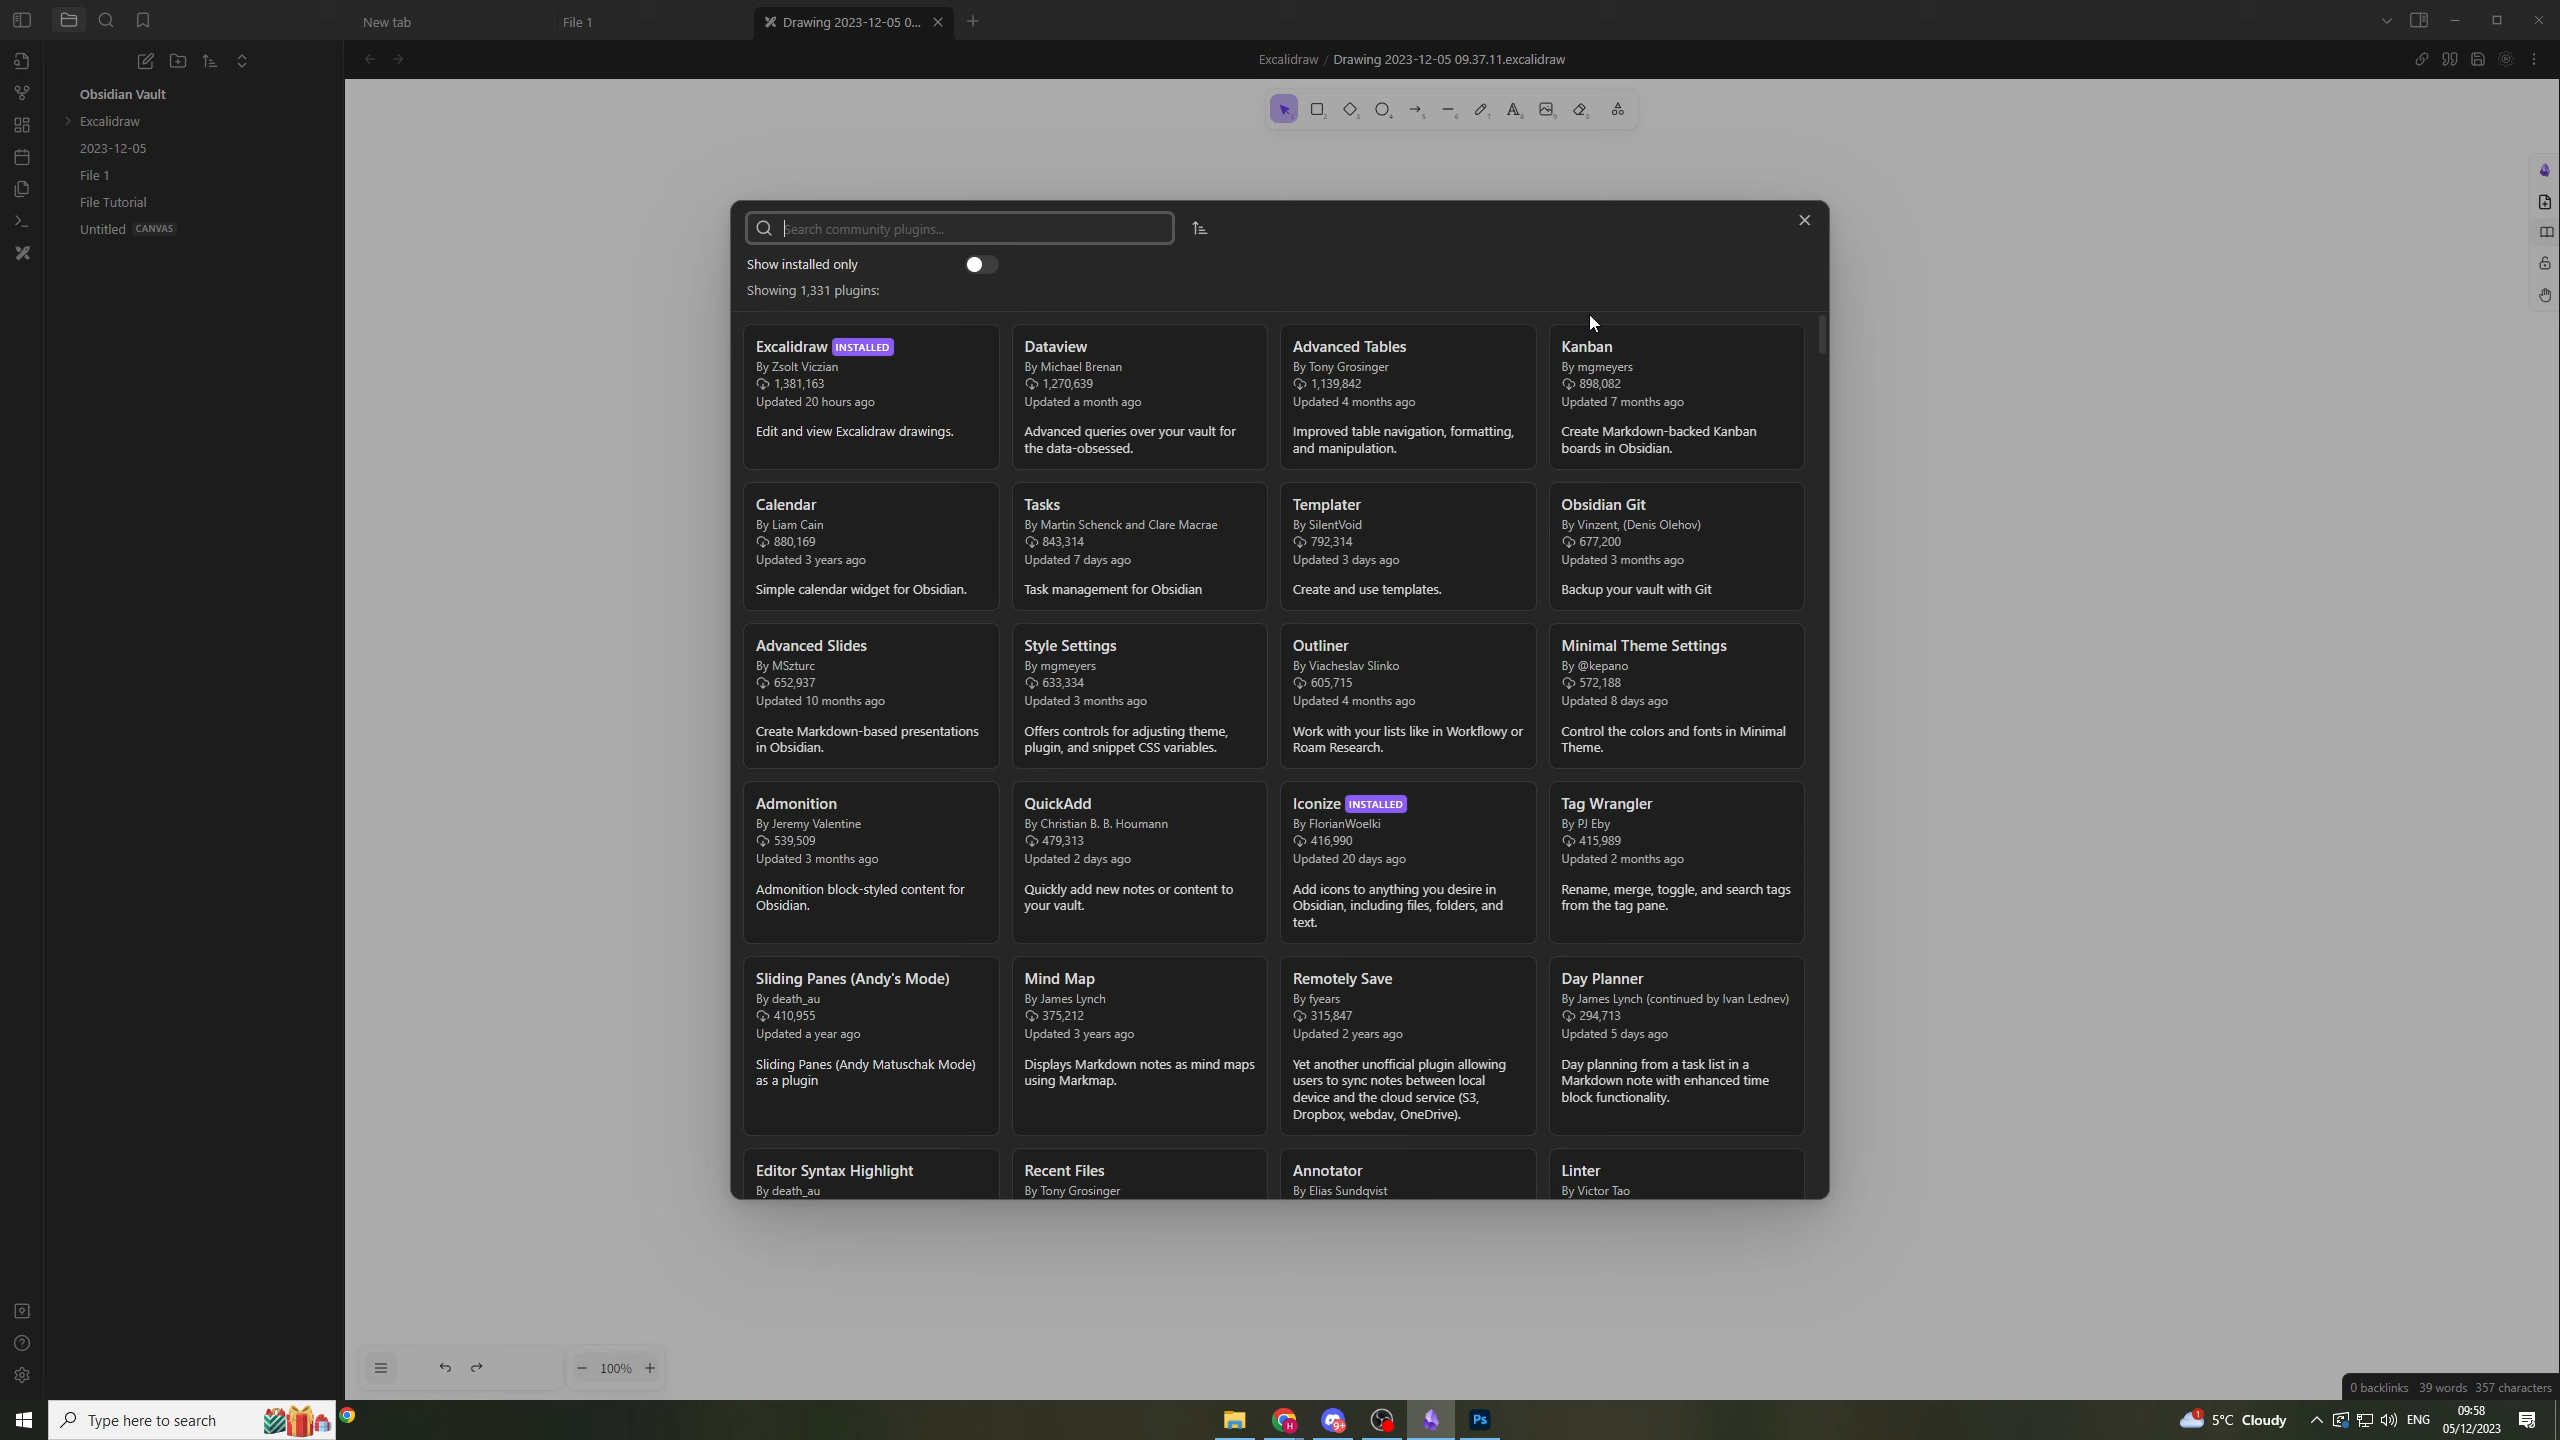 New tab
File 1
Drawing 2023-12-05 0...
Excalidraw / Drawing 2023-12-05 09.37.11.excalidraw
Obsidian Vault
Excalidraw
2023-12-05
File 1
File Tutorial
Untitled CANVAS
Search community plugins...
Show installed only
Showing 1,331 plugins:
Excalidraw INSTALLED
By Zsolt Viczian
1,381,163
Updated 20 hours ago
Edit and view Excalidraw drawings.
Dataview
By Michael Brenan
1,270,639
Updated a month ago
Advanced queries over your vault for
the data-obsessed.
Advanced Tables
By Tony Grosinger
1,139,842
Updated 4 months ago
Improved table navigation, formatting,
and manipulation.
Kanban
By mgmeyers
898,082
Updated 7 months ago
Create Markdown-backed Kanban
boards in Obsidian.
Calendar
By Liam Cain
880,169
Updated 3 years ago
Simple calendar widget for Obsidian.
Tasks
By Martin Schenck and Clare Macrae
843,314
Updated 7 days ago
Task management for Obsidian
Templater
By SilentVoid
792,314
Updated 3 days ago
Create and use templates.
Obsidian Git
By Vinzent, (Denis Olehov)
677,200
Updated 3 months ago
Backup your vault with Git
Advanced Slides
By MSzturc
652,937
Updated 10 months ago
Create Markdown-based presentations
in Obsidian.
Style Settings
By mgmeyers
633,334
Updated 3 months ago
Offers controls for adjusting theme,
plugin, and snippet CSS variables.
Outliner
By Viacheslav Slinko
605,715
Updated 4 months ago
Work with your lists like in Workflowy or
Roam Research.
Minimal Theme Settings
By @kepano
572,188
Updated 8 days ago
Control the colors and fonts in Minimal
Theme.
Admonition
By Jeremy Valentine
539,509
Updated 3 months ago
Admonition block-styled content for
Obsidian.
QuickAdd
By Christian B. B. Houmann
479,313
Updated 2 days ago
Quickly add new notes or content to
your vault.
Iconize INSTALLED
By FlorianWoelki
416,990
Updated 20 days ago
Add icons to anything you desire in
Obsidian, including files, folders, and
text.
Tag Wrangler
By PJ Eby
415,989
Updated 2 months ago
Rename, merge, toggle, and search tags
from the tag pane.
Sliding Panes (Andy's Mode)
By death_au
410,955
Updated a year ago
Sliding Panes (Andy Matuschak Mode)
as a plugin
Mind Map
By James Lynch
375,212
Updated 3 years ago
Displays Markdown notes as mind maps
using Markmap.
Remotely Save
By fyears
315,847
Updated 2 years ago
Yet another unofficial plugin allowing
users to sync notes between local
device and the cloud service (S3,
Dropbox, webdav, OneDrive).
Day Planner
By James Lynch (continued by Ivan Lednev)
294,713
Updated 5 days ago
Day planning from a task list in a
Markdown note with enhanced time
block functionality.
Editor Syntax Highlight
By death_au
Recent Files
By Tony Grosinger
Annotator
By Elias Sundqvist
Linter
By Victor Tao
100%
0 backlinks 39 words 357 characters
Type here to search
Ps
5°C Cloudy
ENG
09:58
05/12/2023